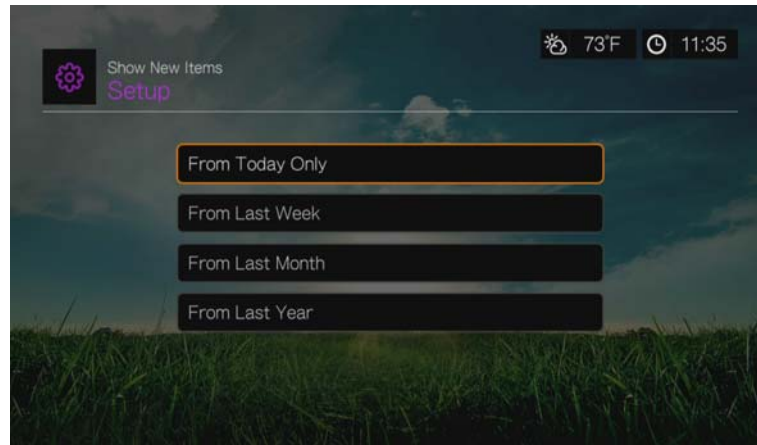 73°F 11:35
Show New Items
Setup
From Today Only
From Last Week
From Last Month
From Last Year